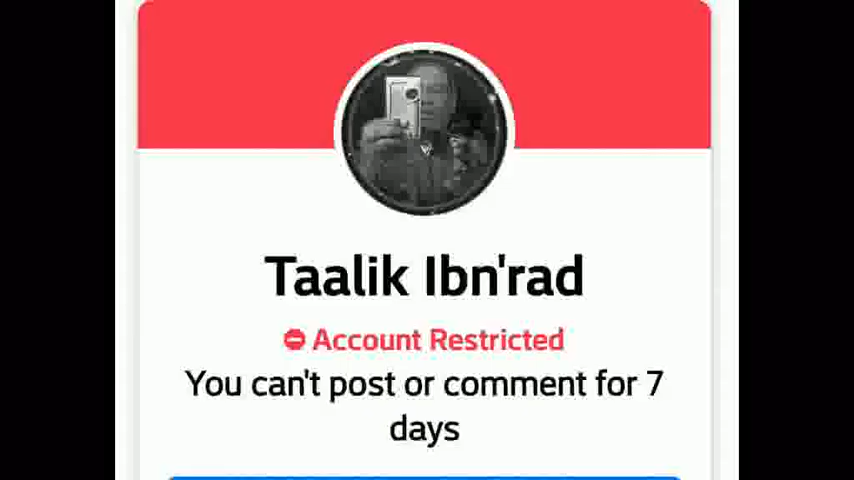 Taalik Ibn'rad
Account Restricted
You can't post or comment for 7
days